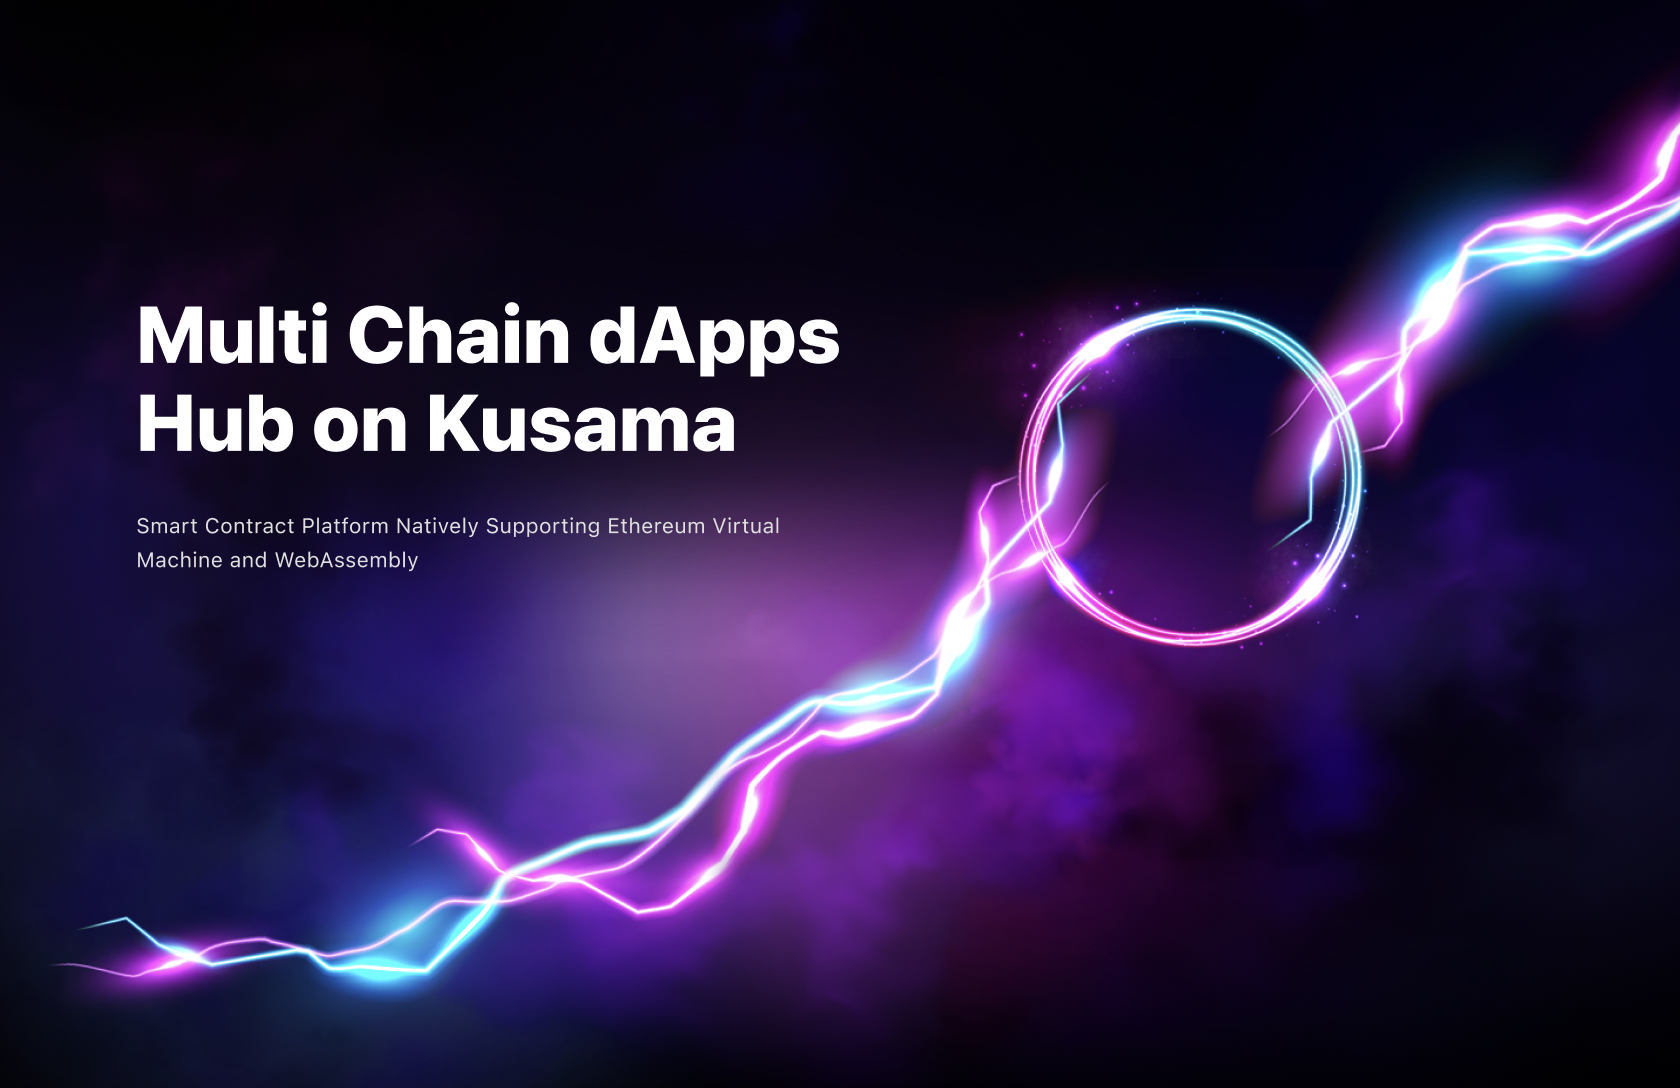 Multi Chain dApps
Hub on Kusama
Smart Contract Platform Natively Supporting Ethereum Virtual
Machine and WebAssembly